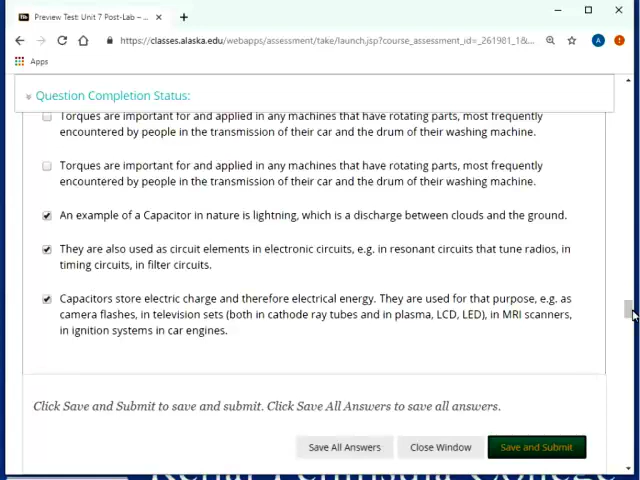 Preview Test: Unit 7 Post-Lab – ...
https://classes.alaska.edu/webapps/assessment/take/launch.jsp?course_assessment_id=_261981_1&...
A
Apps
Question Completion Status:
Torques are important for and applied in any machines that have rotating parts, most frequently
encountered by people in the transmission of their car and the drum of their washing machine.
Torques are important for and applied in any machines that have rotating parts, most frequently
encountered by people in the transmission of their car and the drum of their washing machine.
An example of a Capacitor in nature is lightning, which is a discharge between clouds and the ground.
They are also used as circuit elements in electronic circuits, e.g. in resonant circuits that tune radios, in
timing circuits, in filter circuits.
Capacitors store electric charge and therefore electrical energy. They are used for that purpose, e.g. as
camera flashes, in television sets (both in cathode ray tubes and in plasma, LCD, LED), in MRI scanners,
in ignition systems in car engines.
Click Save and Submit to save and submit. Click Save All Answers to save all answers.
Save All Answers
Close Window
Save and Submit
Kenai Peninsula College